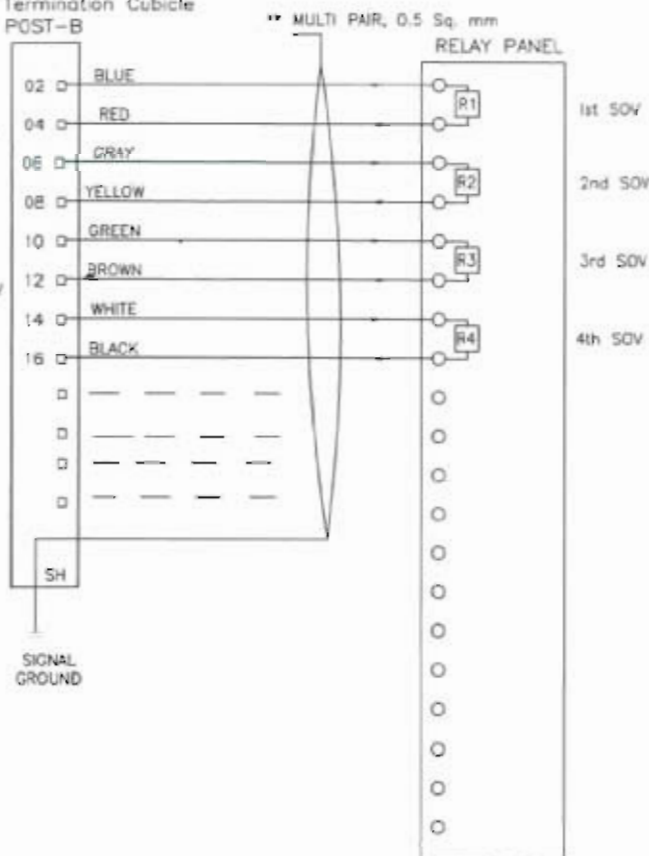 Termination Cubicle
POST-B
MULTI PAIR, 0.5 Sq. mm
RELAY PANEL
02 BLUE
R1
1st SOV
04 RED
06 GRAY
R2
2nd SOV
08 YELLOW
10 GREEN
R3
3rd SOV
12 BROWN
14 WHITE
R4
4th SOV
16 BLACK
SH
SIGNAL
GROUND